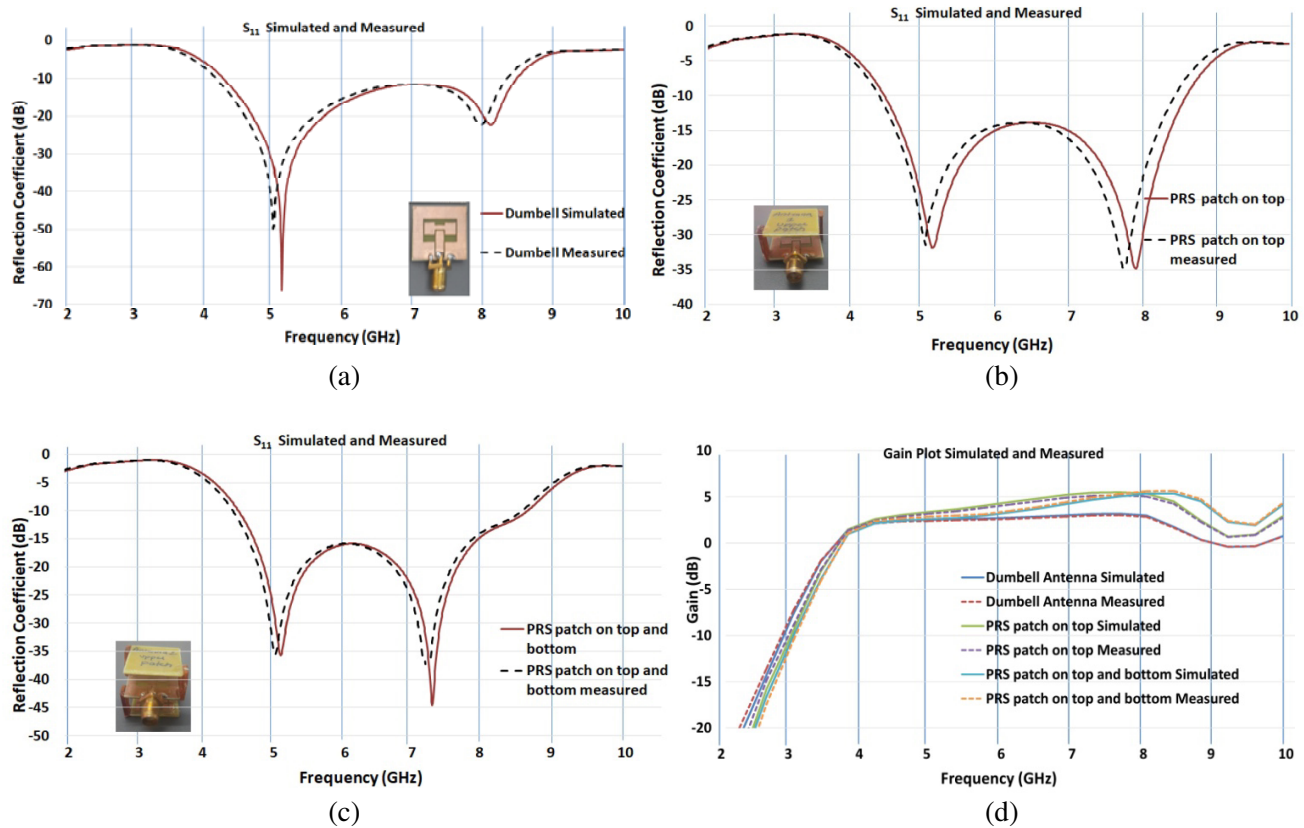 S₁₁ Simulated and Measured
Reflection Coefficient (dB)
0
-10
-20
-30
-40
-50
-60
-70
2 3 4 5 6 7 8 9 10
Frequency (GHz)
Dumbell Simulated
Dumbell Measured
(a)
S₁₁ Simulated and Measured
Reflection Coefficient (dB)
0
-5
-10
-15
-20
-25
-30
-35
-40
2 3 4 5 6 7 8 9 10
Frequency (GHz)
PRS patch on top
PRS patch on top
measured
(b)
S₁₁ Simulated and Measured
Reflection Coefficient (dB)
0
-5
-10
-15
-20
-25
-30
-35
-40
-45
-50
2 3 4 5 6 7 8 9 10
Frequency (GHz)
PRS patch on top and
bottom
PRS patch on top and
bottom measured
(c)
Gain Plot Simulated and Measured
Gain (dB)
10
5
0
-5
-10
-15
-20
2 3 4 5 6 7 8 9 10
Frequency (GHz)
Dumbell Antenna Simulated
Dumbell Antenna Measured
PRS patch on top Simulated
PRS patch on top Measured
PRS patch on top and bottom Simulated
PRS patch on top and bottom Measured
(d)